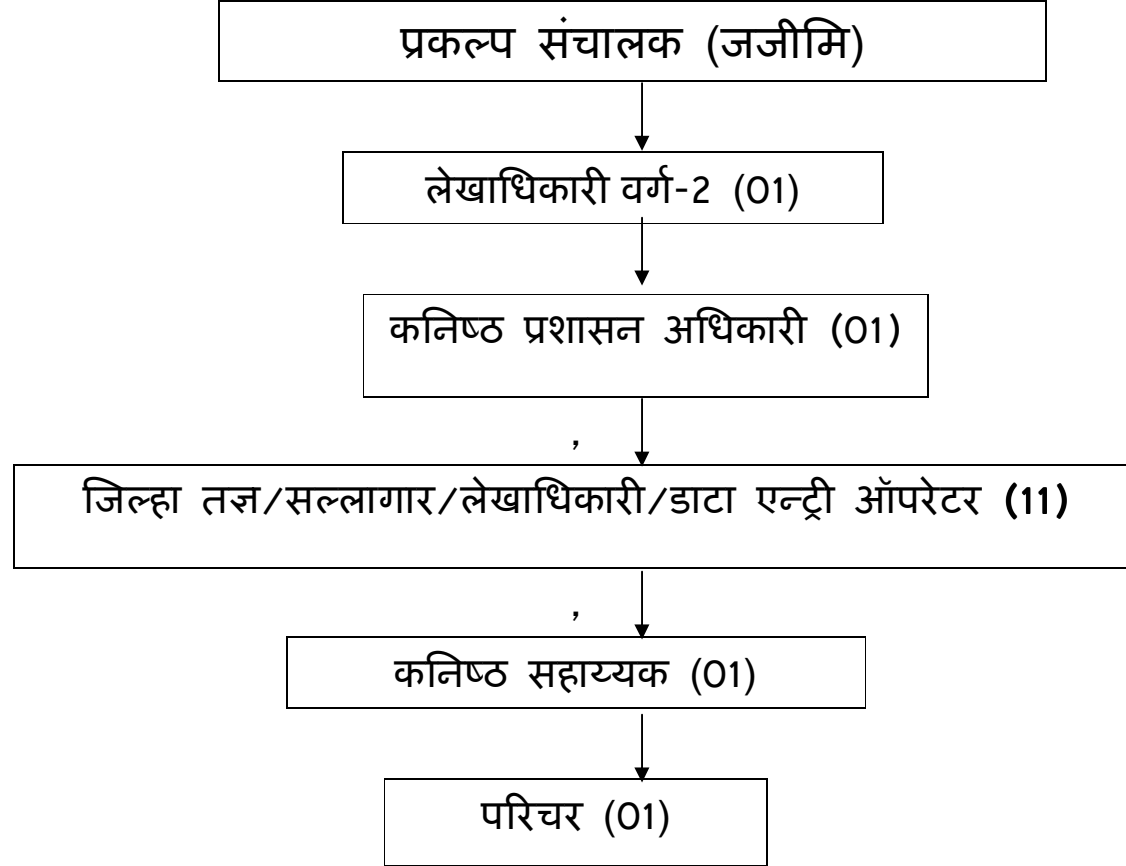 प्रकल्प संचालक (जजीमि)
लेखाधिकारी वर्ग-2 (01)
कनिष्ठ प्रशासन अधिकारी (01)
,
जिल्हा तज्ञ/सल्लागार/लेखाधिकारी/डाटा एन्ट्री ऑपरेटर (11)
,
कनिष्ठ सहाय्यक (01)
परिचर (01)